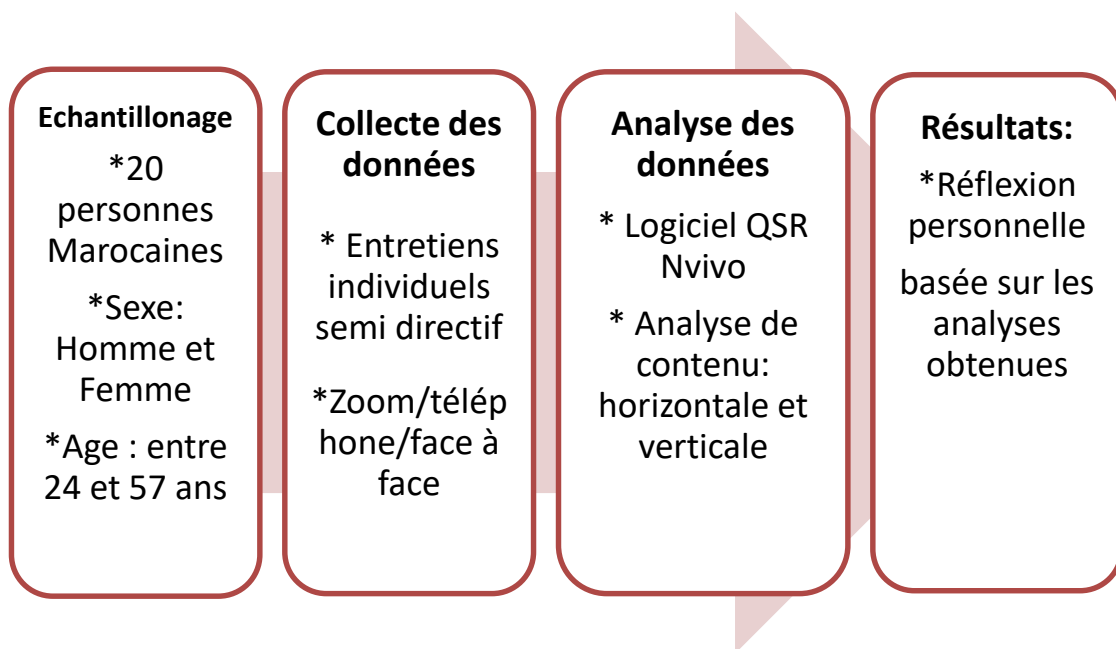 Echantillonage
*20
personnes
Marocaines
*Sexe:
Homme et
Femme
*Age : entre
24 et 57 ans
Collecte des
données
* Entretiens
individuels
semi directif
*Zoom/télép
hone/face à
face
Analyse des
données
* Logiciel QSR
Nvivo
* Analyse de
contenu:
horizontale et
verticale
Résultats:
*Réflexion
personnelle
basée sur les
analyses
obtenues